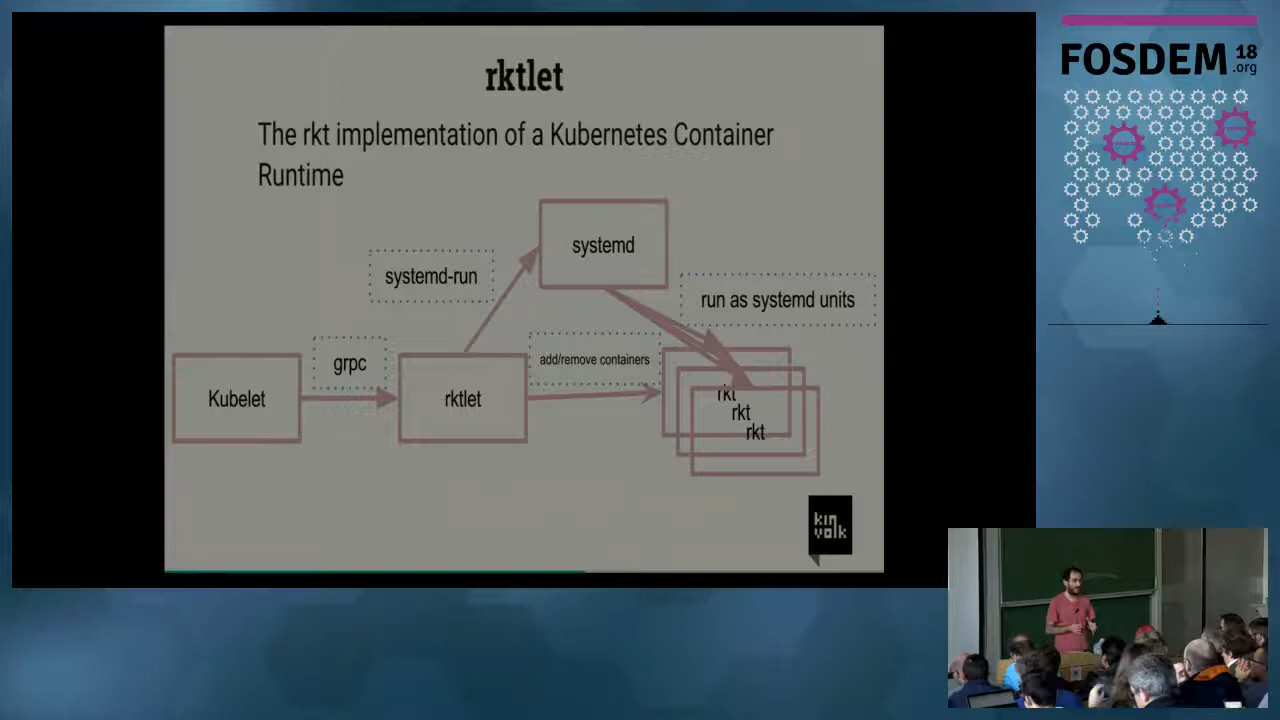 rktlet
The rkt implementation of a Kubernetes Container
Runtime
systemd
systemd-run
run as systemd units
grpc
add/remove containers
Kubelet
rktlet
rkt
rkt
rkt
kin
volk
FOSDEM 18
.org